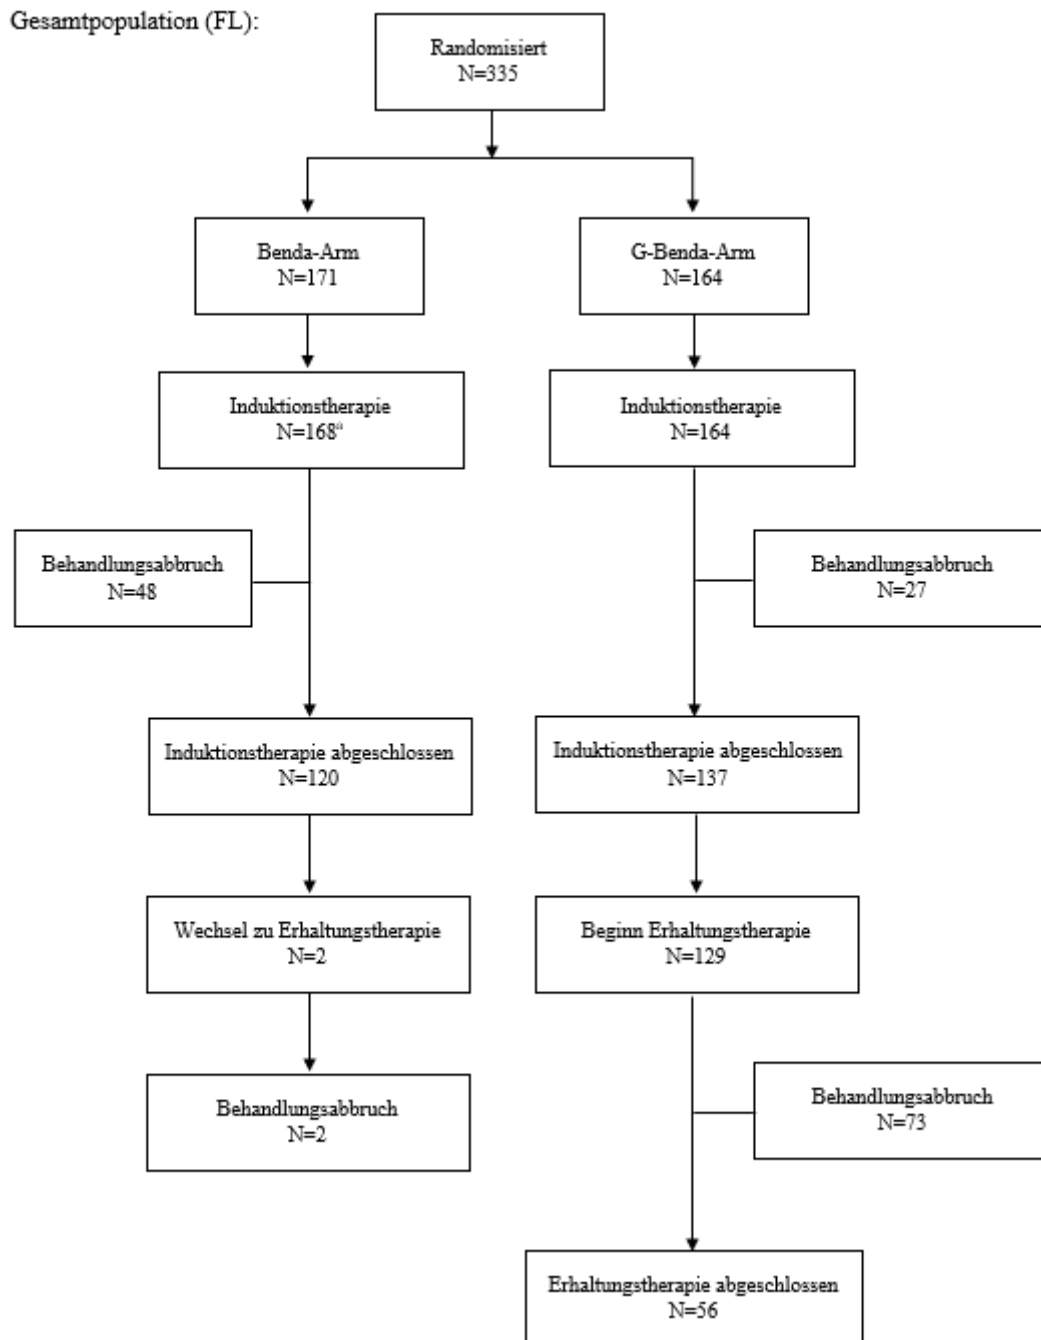 Gesamtpopulation (FL):
Randomisiert
N=335
Benda-Arm
N=171
G-Benda-Arm
N=164
Induktionstherapie
N=168ª
Induktionstherapie
N=164
Behandlungsabbruch
N=48
Behandlungsabbruch
N=27
Induktionstherapie abgeschlossen
N=120
Induktionstherapie abgeschlossen
N=137
Wechsel zu Erhaltungstherapie
N=2
Beginn Erhaltungstherapie
N=129
Behandlungsabbruch
N=2
Behandlungsabbruch
N=73
Erhaltungstherapie abgeschlossen
N=56